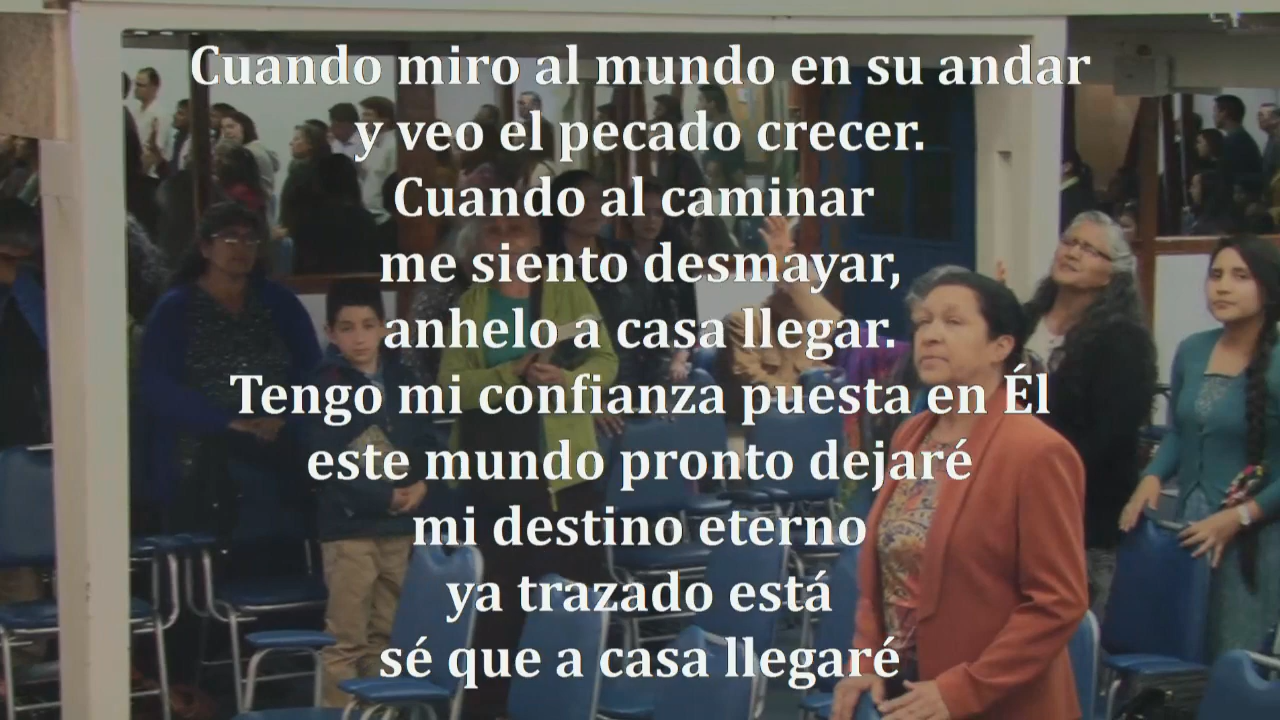 Cuando miro al mundo en su andar
y veo el pecado crecer.
Cuando al caminar
me siento desmayar,
anhelo a casa llegar.
Tengo mi confianza puesta en Él
este mundo pronto dejaré
mi destino eterno
ya trazado está
sé que a casa llegaré